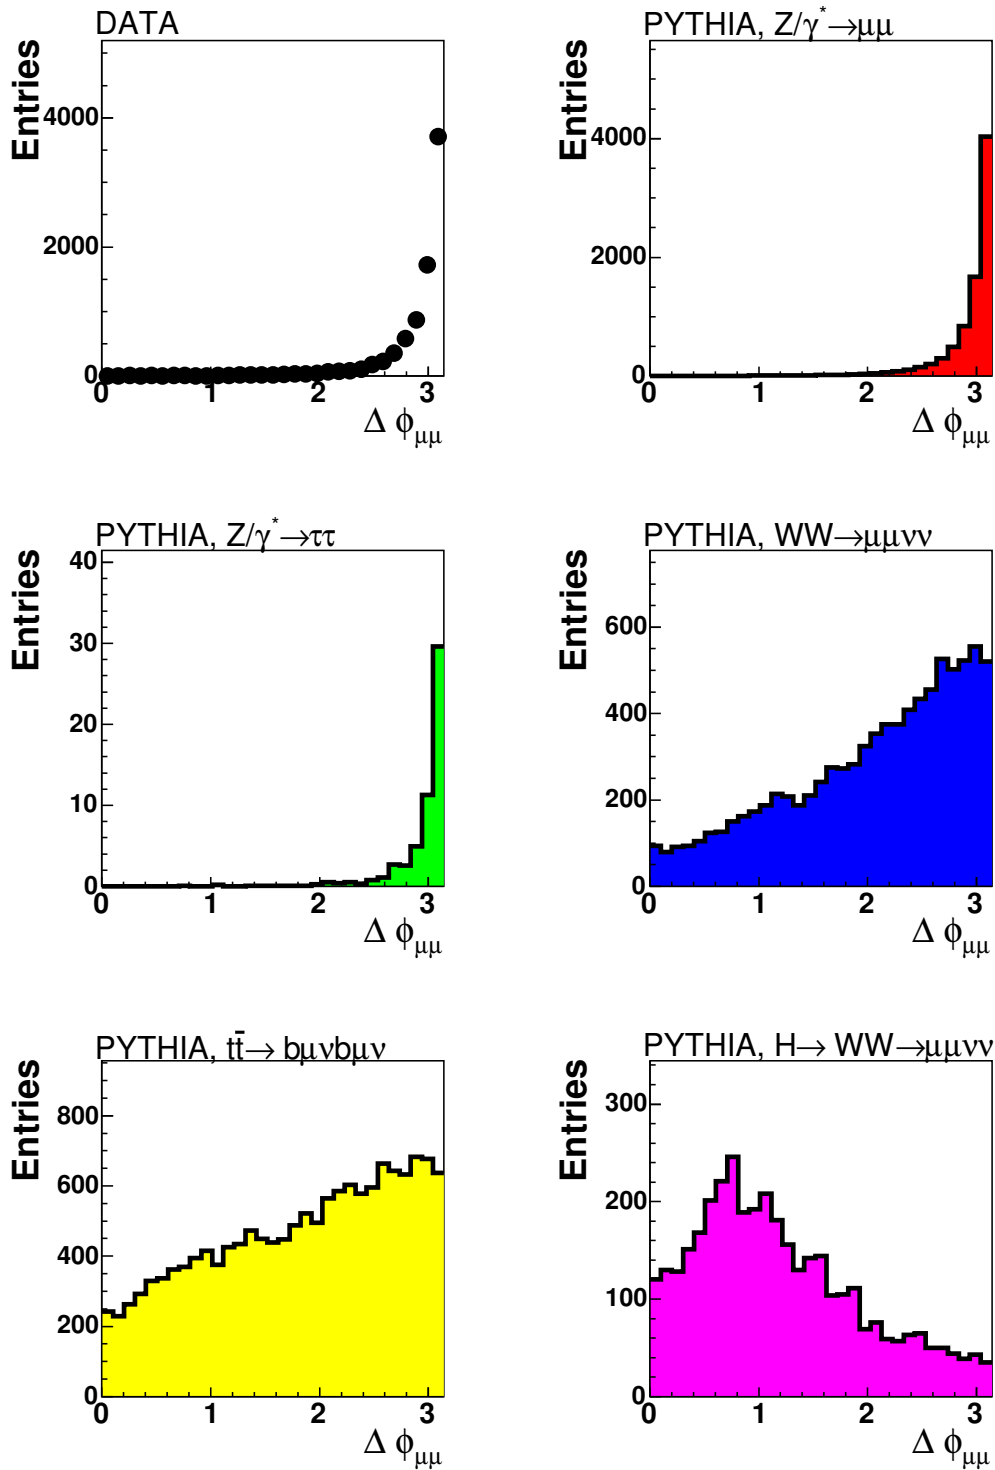 DATA
Entries
4000
2000
0
0 1 2 3
Δ ϕμμ
PYTHIA, Z/γ*→μμ
Entries
4000
2000
0
0 1 2 3
Δ ϕμμ
PYTHIA, Z/γ*→ττ
Entries
40
30
20
10
0
0 1 2 3
Δ ϕμμ
PYTHIA, WW→μμνν
Entries
600
400
200
0
0 1 2 3
Δ ϕμμ
PYTHIA, tt̄→ bμνbμν
Entries
800
600
400
200
0
0 1 2 3
Δ ϕμμ
PYTHIA, H→ WW→μμνν
Entries
300
200
100
0
0 1 2 3
Δ ϕμμ